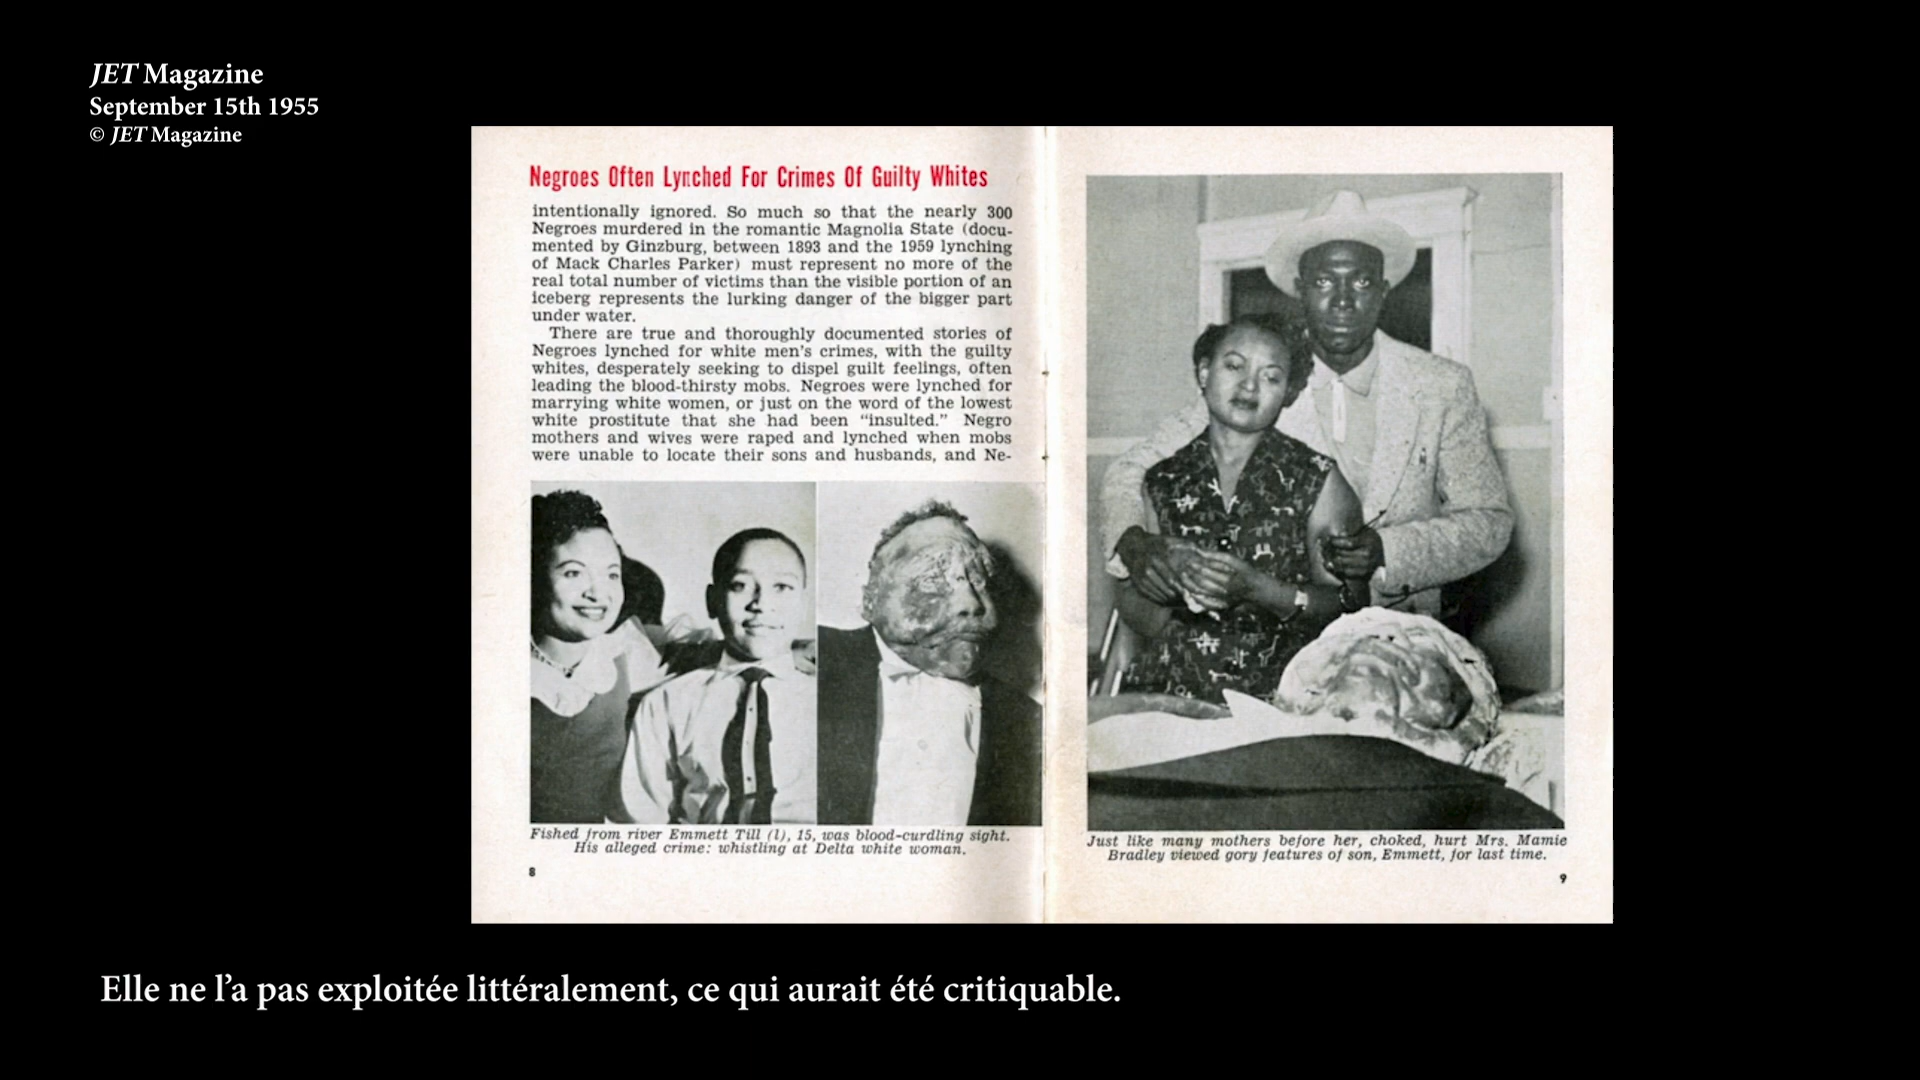 JET Magazine
September 15th 1955
© JET Magazine
Negroes Often Lynched For Crimes Of Guilty Whites
intentionally ignored. So much so that the nearly 300
Negroes murdered in the romantic Magnolia State (docu-
mented by Ginzburg, between 1893 and the 1959 lynching
of Mack Charles Parker) must represent no more of the
real total number of victims than the visible portion of an
iceberg represents the lurking danger of the bigger part
under water.
There are true and thoroughly documented stories of
Negroes lynched for white men's crimes, with the guilty
whites, desperately seeking to dispel guilt feelings, often
leading the blood-thirsty mobs. Negroes were lynched for
marrying white women, or just on the word of the lowest
white prostitute that she had been “insulted.” Negro
mothers and wives were raped and lynched when mobs
were unable to locate their sons and husbands, and Ne-
Fished from river Emmett Till (l), 15, was blood-curdling sight.
His alleged crime: whistling at Delta white woman.
8
Just like many mothers before her, choked, hurt Mrs. Mamie
Bradley viewed gory features of son, Emmett, for last time.
9
Elle ne l’a pas exploitée littéralement, ce qui aurait été critiquable.